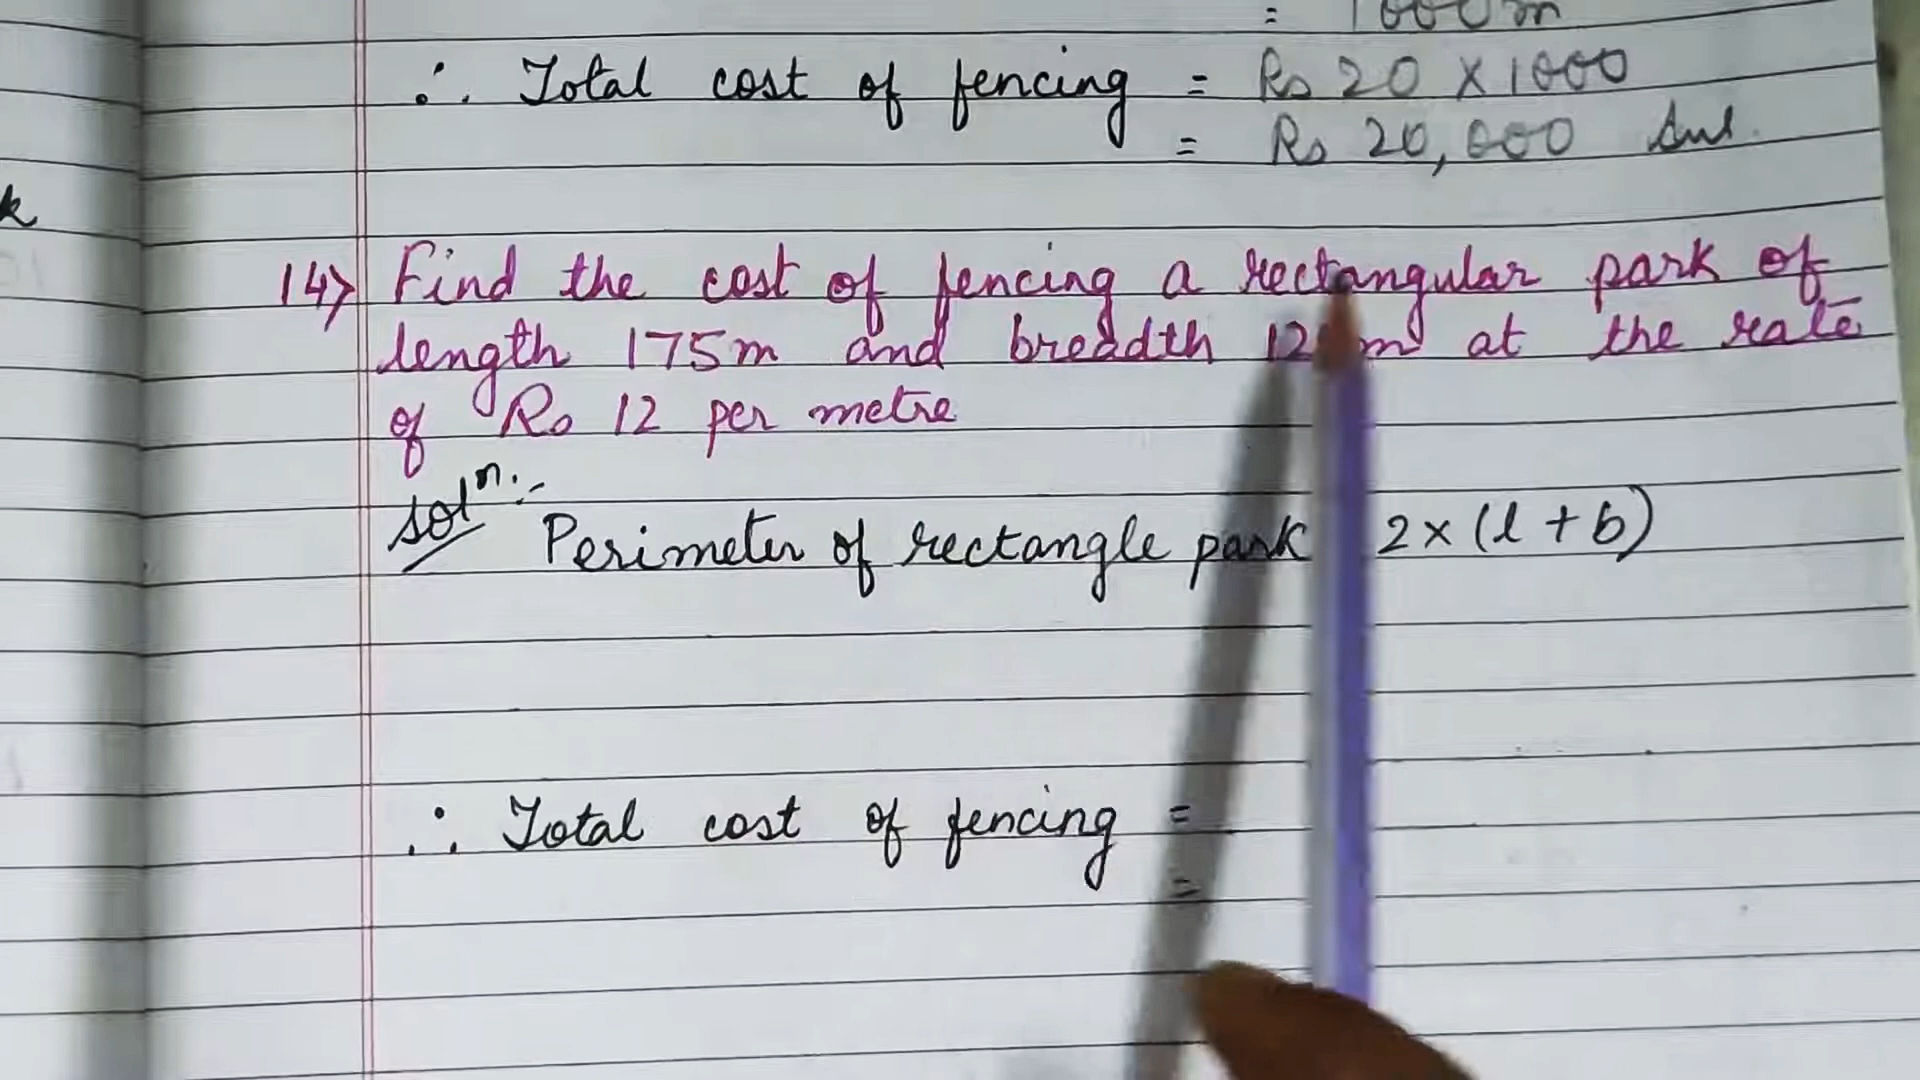 = 1000m
∴ Total cost of fencing = Rs 20 × 1000
= Rs 20,000 Ans.
k
14) Find the cost of fencing a rectangular park of
length 175m and breadth m at the rate
of Rs 12 per metre
Solⁿ:-
Perimeter of rectangle park 2×(l+b)
∴ Total cost of fencing =
=